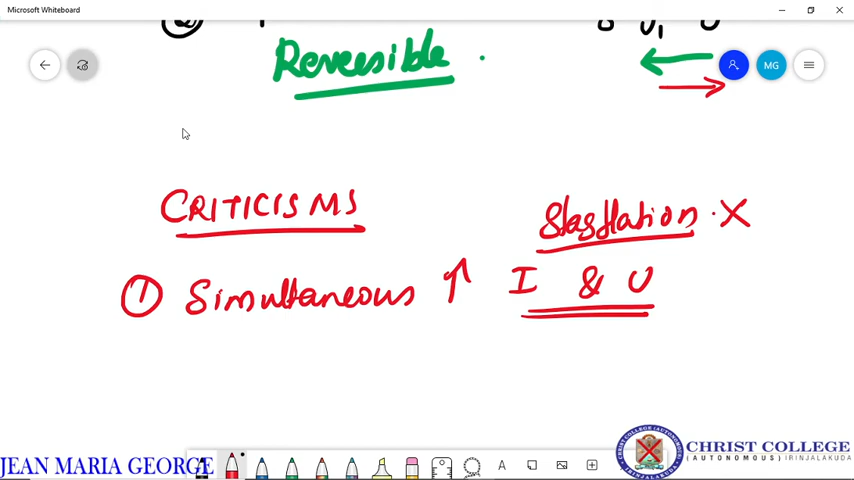 Microsoft Whiteboard
Reversible .
MG
CRITICISMS
Stagflation . X
① Simultaneous ↑ I & U
JEAN MARIA GEORGE
CHRIST COLLEGE
(AUTONOMOUS) IRINJALAKUDA